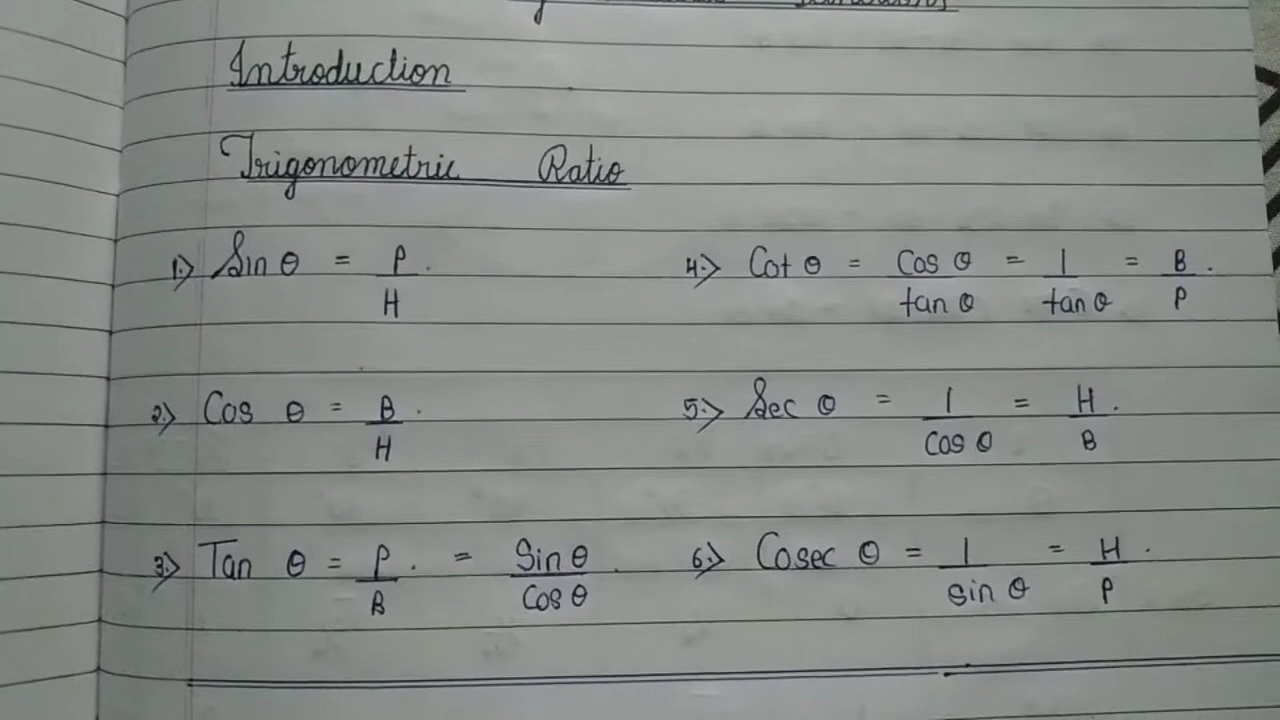 Introduction
Trigonometric Ratio
1.> Sin θ = P/H.
4.> Cot θ = Cos θ/tan θ = 1/tan θ = B/P.
2.> Cos θ = B/H.
5.> Sec θ = 1/Cos θ = H/B.
3.> Tan θ = P/B. = Sin θ/Cos θ.
6.> Cosec θ = 1/sin θ = H/P.